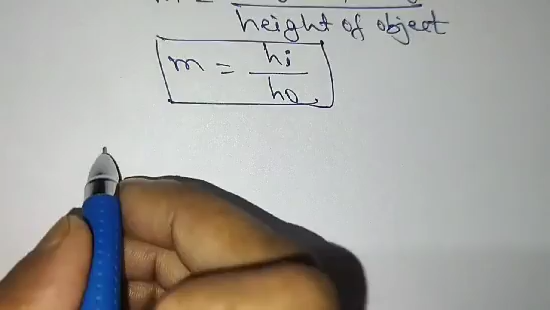 height of object
m = hi / ho